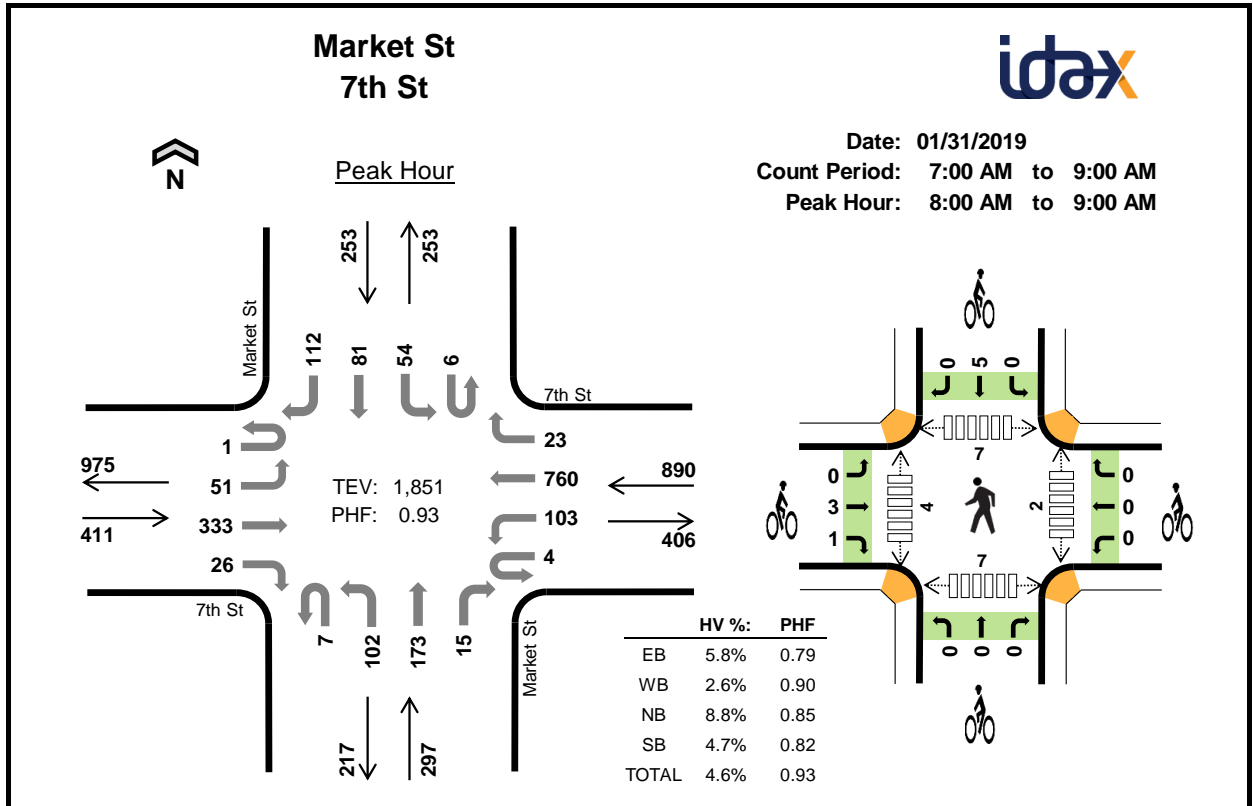 Market St
7th St
idax
N
Peak Hour
Date: 01/31/2019
Count Period: 7:00 AM to 9:00 AM
Peak Hour: 8:00 AM to 9:00 AM
253
253
Market St
112
81
54
6
7th St
1
51
333
26
975
411
TEV: 1,851
PHF: 0.93
23
760
103
4
890
406
7th St
7
102
173
15
Market St
217
297
HV %: PHF
EB 5.8% 0.79
WB 2.6% 0.90
NB 8.8% 0.85
SB 4.7% 0.82
TOTAL 4.6% 0.93
0 5 0
7
0
3
1
4
2
0
0
0
7
0 0 0